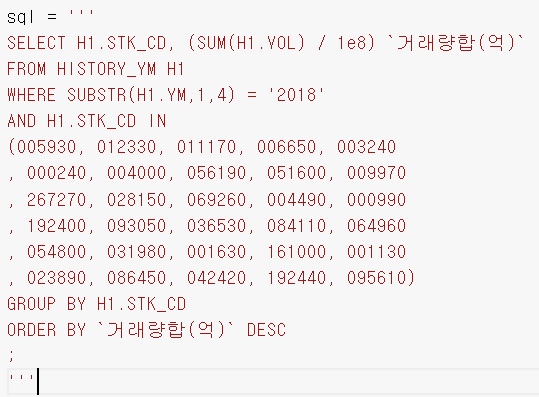 sql = '''
SELECT H1.STK_CD, (SUM(H1.VOL) / 1e8) `거래량합(억)`
FROM HISTORY_YM H1
WHERE SUBSTR(H1.YM,1,4) = '2018'
AND H1.STK_CD IN
(005930, 012330, 011170, 006650, 003240
, 000240, 004000, 056190, 051600, 009970
, 267270, 028150, 069260, 004490, 000990
, 192400, 093050, 036530, 084110, 064960
, 054800, 031980, 001630, 161000, 001130
, 023890, 086450, 042420, 192440, 095610)
GROUP BY H1.STK_CD
ORDER BY `거래량합(억)` DESC
;
'''